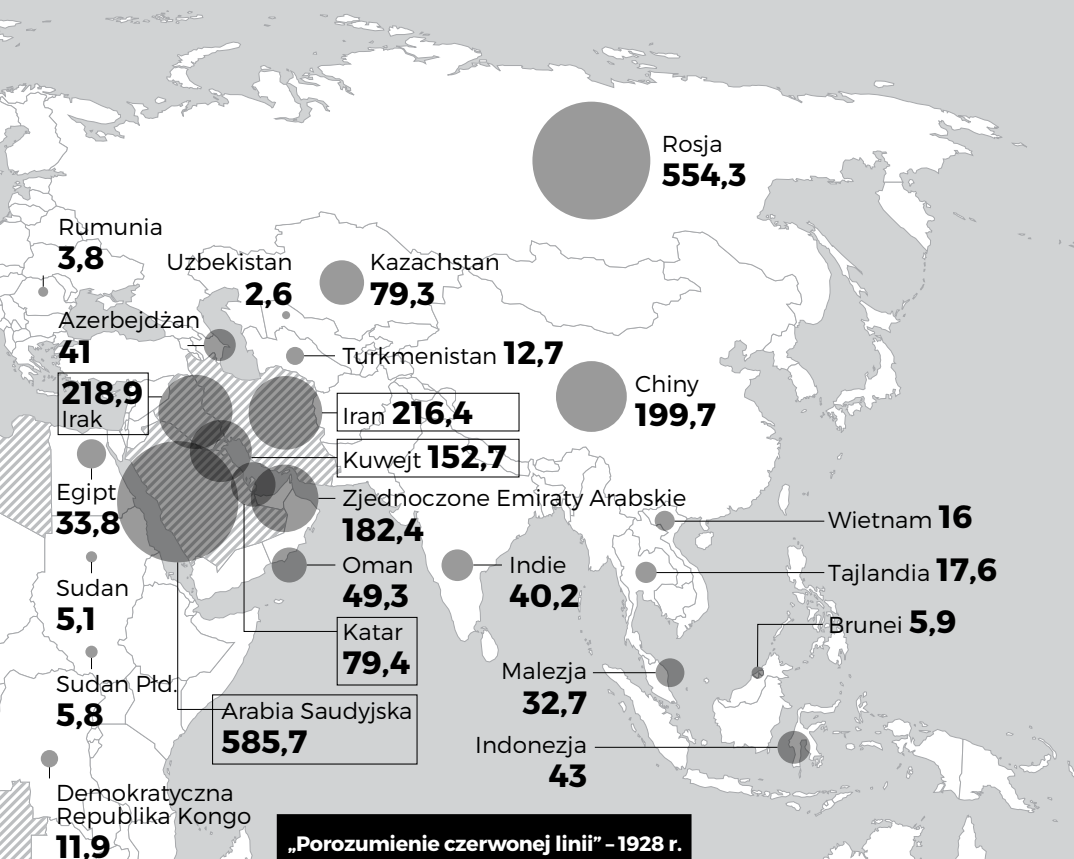 Rosja
554,3
Rumunia
3,8
Uzbekistan
2,6
Kazachstan
79,3
Azerbejdżan
41
Turkmenistan 12,7
218,9
Irak
Iran 216,4
Chiny
199,7
Kuwejt 152,7
Egipt
33,8
Zjednoczone Emiraty Arabskie
182,4
Wietnam 16
Oman
49,3
Indie
40,2
Tajlandia 17,6
Sudan
5,1
Katar
79,4
Brunei 5,9
Sudan Płd.
5,8
Malezja
32,7
Arabia Saudyjska
585,7
Indonezja
43
Demokratyczna
Republika Kongo
11,9
„Porozumienie czerwonej linii” – 1928 r.